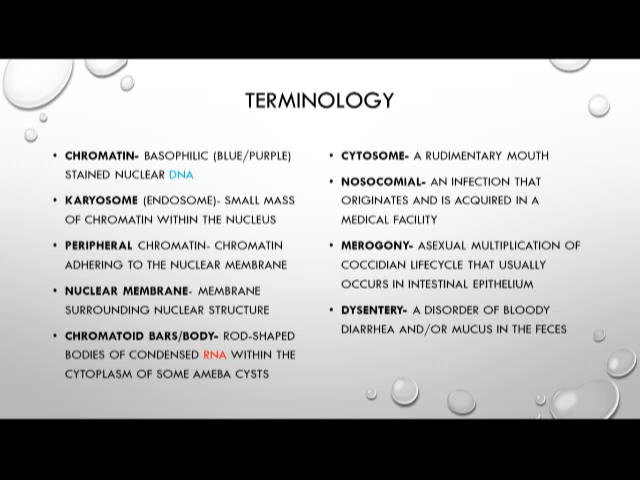 TERMINOLOGY
• CHROMATIN- BASOPHILIC (BLUE/PURPLE)
STAINED NUCLEAR DNA
• KARYOSOME (ENDOSOME)- SMALL MASS
OF CHROMATIN WITHIN THE NUCLEUS
• PERIPHERAL CHROMATIN- CHROMATIN
ADHERING TO THE NUCLEAR MEMBRANE
• NUCLEAR MEMBRANE- MEMBRANE
SURROUNDING NUCLEAR STRUCTURE
• CHROMATOID BARS/BODY- ROD-SHAPED
BODIES OF CONDENSED RNA WITHIN THE
CYTOPLASM OF SOME AMEBA CYSTS
• CYTOSOME- A RUDIMENTARY MOUTH
• NOSOCOMIAL- AN INFECTION THAT
ORIGINATES AND IS ACQUIRED IN A
MEDICAL FACILITY
• MEROGONY- ASEXUAL MULTIPLICATION OF
COCCIDIAN LIFECYCLE THAT USUALLY
OCCURS IN INTESTINAL EPITHELIUM
• DYSENTERY- A DISORDER OF BLOODY
DIARRHEA AND/OR MUCUS IN THE FECES